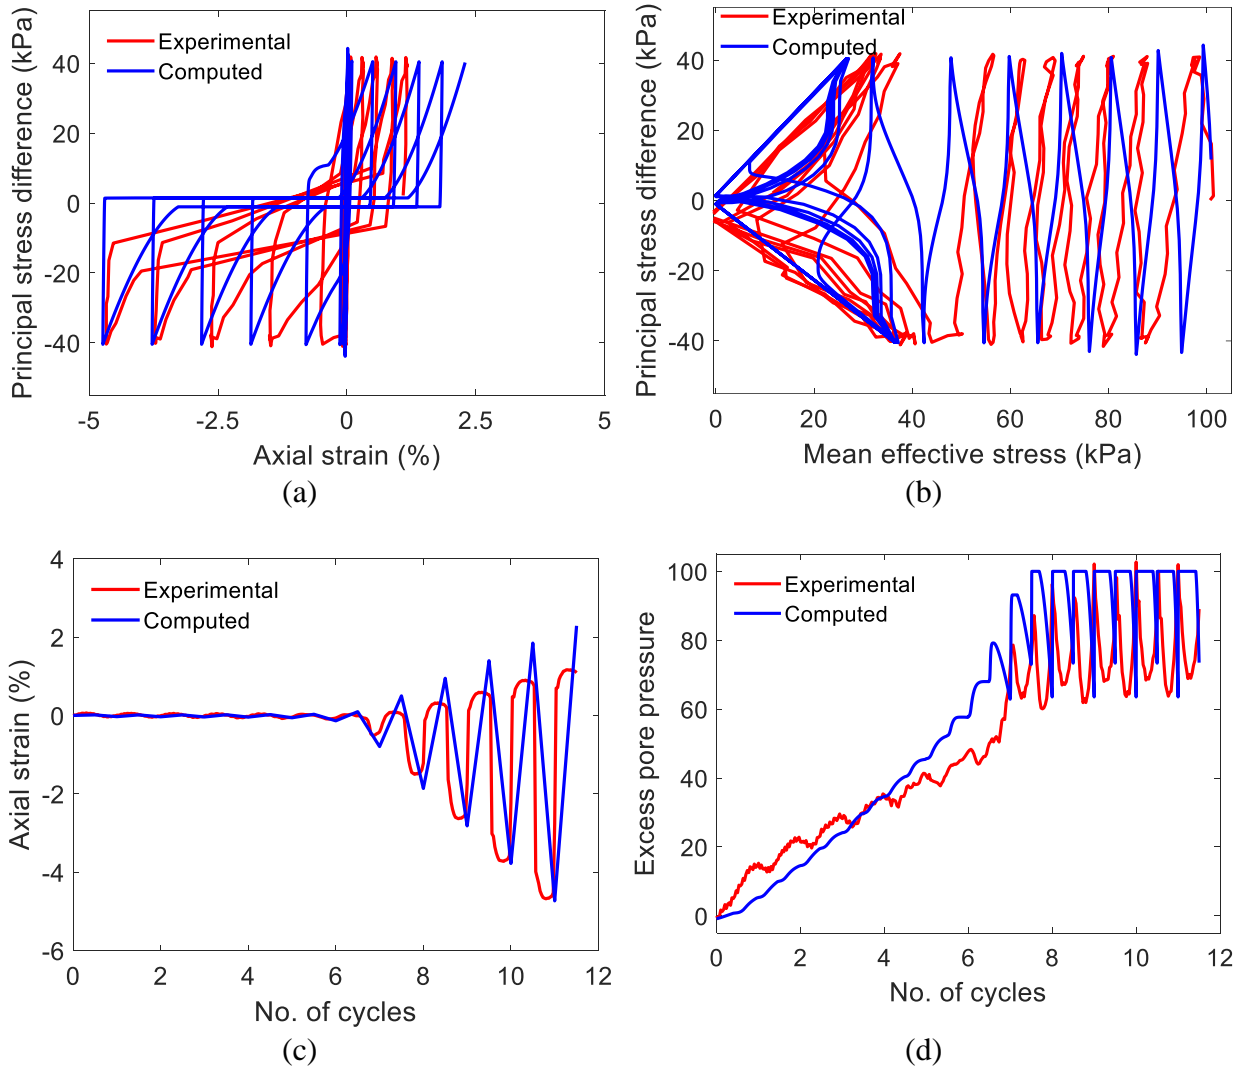 Principal stress difference (kPa)
40
20
0
-20
-40
Experimental
Computed
-5
-2.5
0
2.5
5
Axial strain (%)
(a)
Principal stress difference (kPa)
40
20
0
-20
-40
Experimental
Computed
0
20
40
60
80
100
Mean effective stress (kPa)
(b)
Axial strain (%)
4
2
0
-2
-4
-6
Experimental
Computed
0
2
4
6
8
10
12
No. of cycles
(c)
Excess pore pressure
100
80
60
40
20
0
Experimental
Computed
0
2
4
6
8
10
12
No. of cycles
(d)